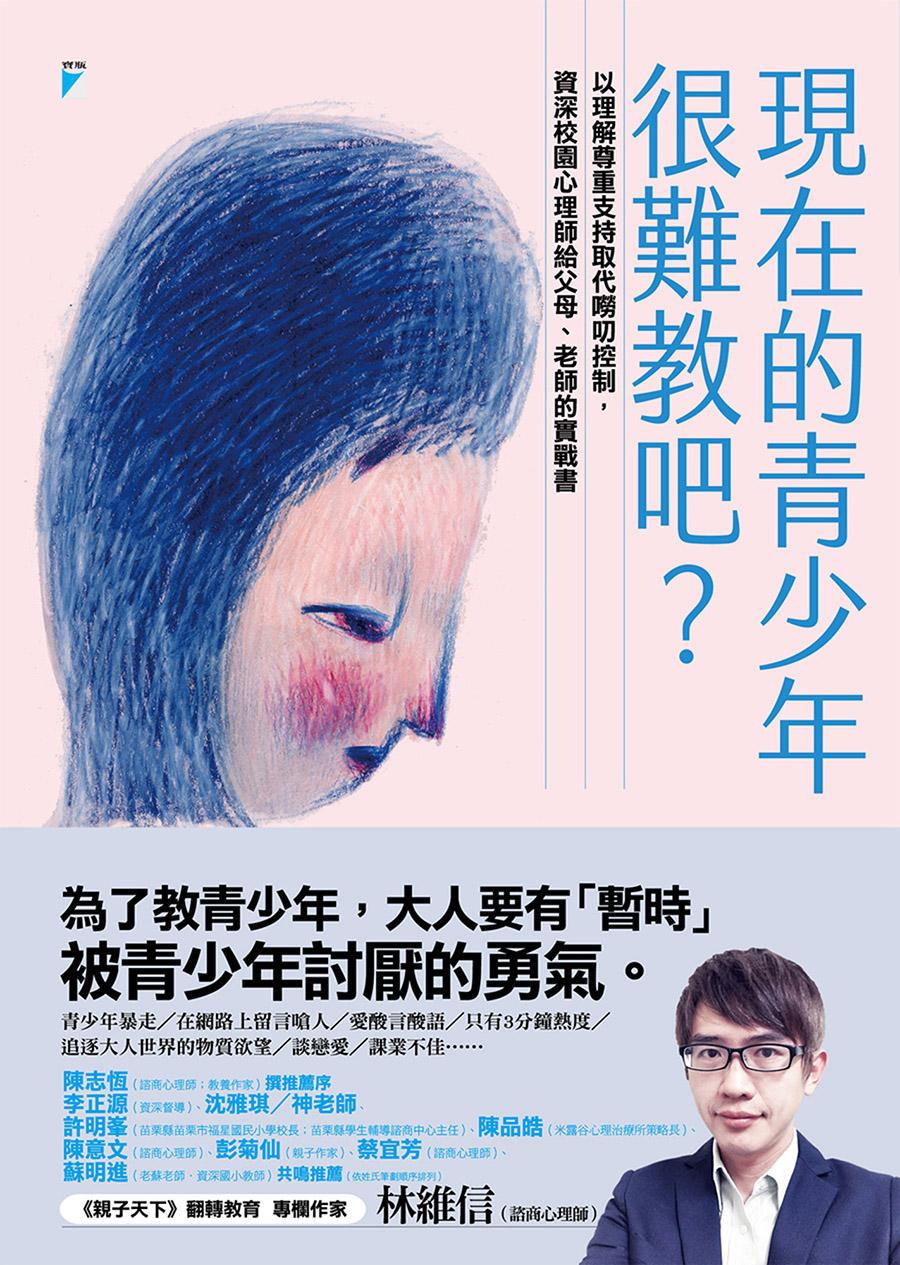 寶瓶
現在的青少年
很難教吧？
以理解尊重支持取代嘮叨控制，
資深校園心理師給父母、老師的實戰書
為了教青少年，大人要有「暫時」
被青少年討厭的勇氣。
青少年暴走／在網路上留言嗆人／愛酸言酸語／只有3分鐘熱度／
追逐大人世界的物質欲望／談戀愛／課業不佳……
陳志恆（諮商心理師；教養作家）撰推薦序
李正源（資深督導）、沈雅琪／神老師、
許明峯（苗栗縣苗栗市福星國民小學校長；苗栗縣學生輔導諮商中心主任）、陳品皓（米露谷心理治療所策略長）、
陳意文（諮商心理師）、彭菊仙（親子作家）、蔡宜芳（諮商心理師）、
蘇明進（老蘇老師．資深國小教師）共鳴推薦（依姓氏筆劃順序排列）
《親子天下》翻轉教育 專欄作家 林維信（諮商心理師）